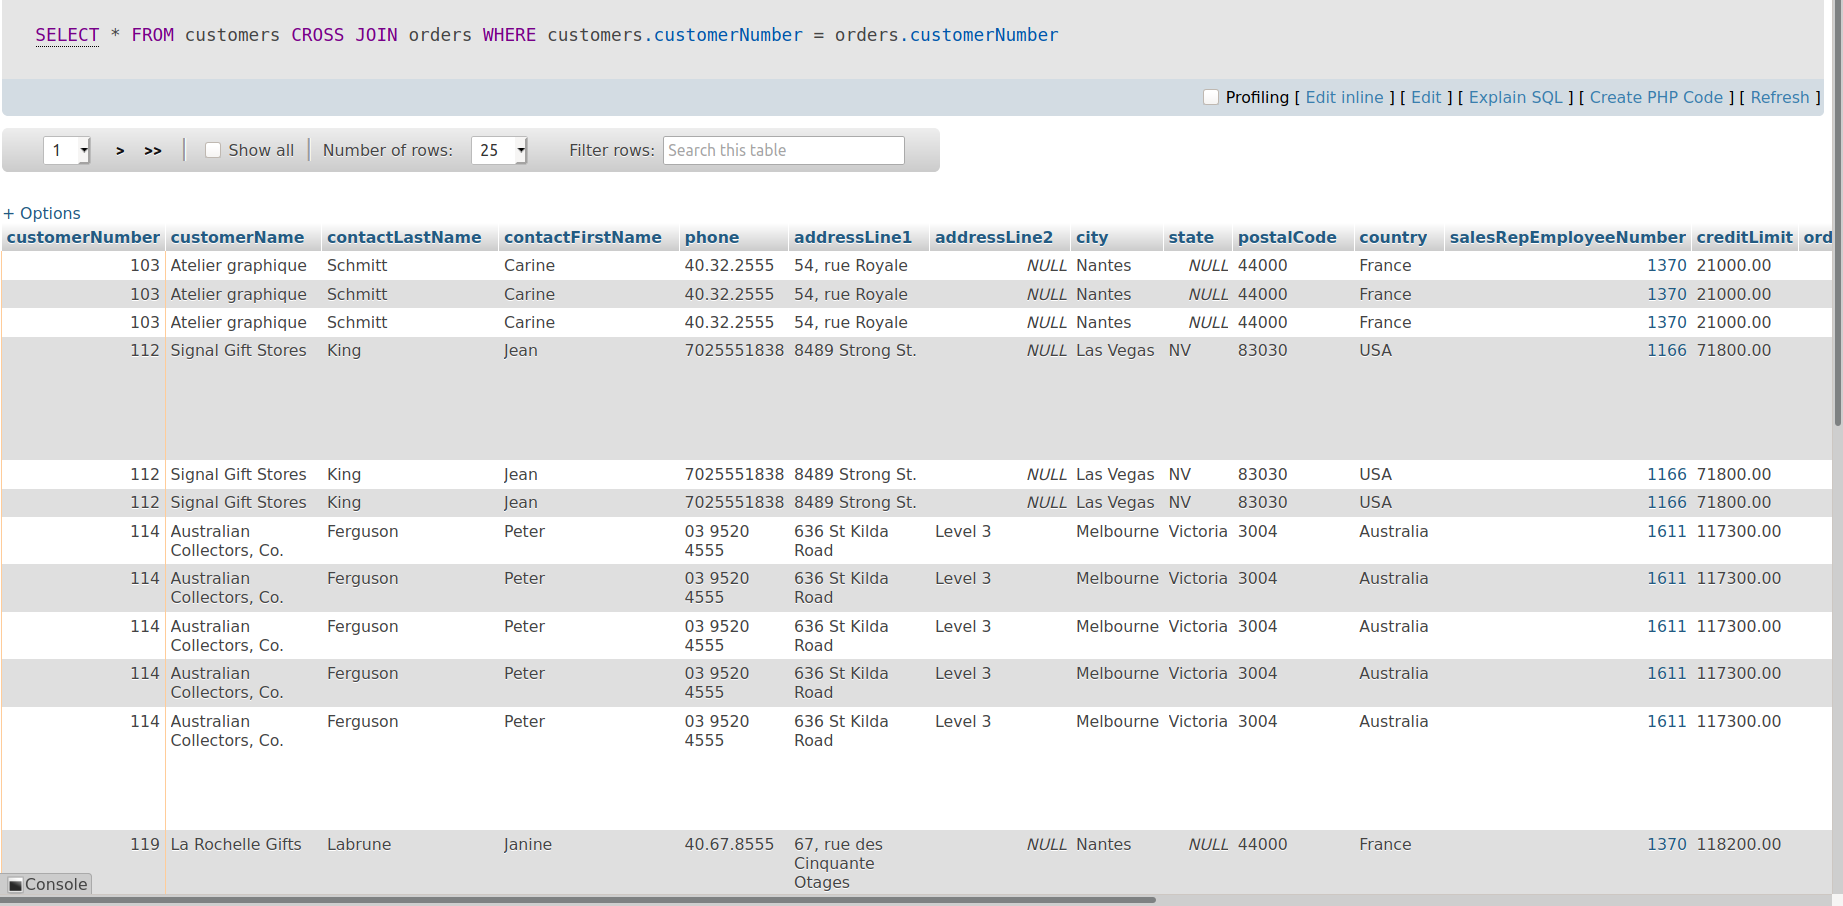 SELECT * FROM customers CROSS JOIN orders WHERE customers.customerNumber = orders.customerNumber
Profiling [ Edit inline ] [ Edit ] [ Explain SQL ] [ Create PHP Code ] [ Refresh ]
1 > >> Show all Number of rows: 25 Filter rows: Search this table
+ Options
customerNumber customerName contactLastName contactFirstName phone addressLine1 addressLine2 city state postalCode country salesRepEmployeeNumber creditLimit ord
103 Atelier graphique Schmitt Carine 40.32.2555 54, rue Royale NULL Nantes NULL 44000 France 1370 21000.00
103 Atelier graphique Schmitt Carine 40.32.2555 54, rue Royale NULL Nantes NULL 44000 France 1370 21000.00
103 Atelier graphique Schmitt Carine 40.32.2555 54, rue Royale NULL Nantes NULL 44000 France 1370 21000.00
112 Signal Gift Stores King Jean 7025551838 8489 Strong St. NULL Las Vegas NV 83030 USA 1166 71800.00
112 Signal Gift Stores King Jean 7025551838 8489 Strong St. NULL Las Vegas NV 83030 USA 1166 71800.00
112 Signal Gift Stores King Jean 7025551838 8489 Strong St. NULL Las Vegas NV 83030 USA 1166 71800.00
114 Australian Ferguson Peter 03 9520 636 St Kilda Level 3 Melbourne Victoria 3004 Australia 1611 117300.00
Collectors, Co. 4555 Road
114 Australian Ferguson Peter 03 9520 636 St Kilda Level 3 Melbourne Victoria 3004 Australia 1611 117300.00
Collectors, Co. 4555 Road
114 Australian Ferguson Peter 03 9520 636 St Kilda Level 3 Melbourne Victoria 3004 Australia 1611 117300.00
Collectors, Co. 4555 Road
114 Australian Ferguson Peter 03 9520 636 St Kilda Level 3 Melbourne Victoria 3004 Australia 1611 117300.00
Collectors, Co. 4555 Road
114 Australian Ferguson Peter 03 9520 636 St Kilda Level 3 Melbourne Victoria 3004 Australia 1611 117300.00
Collectors, Co. 4555 Road
119 La Rochelle Gifts Labrune Janine 40.67.8555 67, rue des NULL Nantes NULL 44000 France 1370 118200.00
Cinquante
Otages
Console